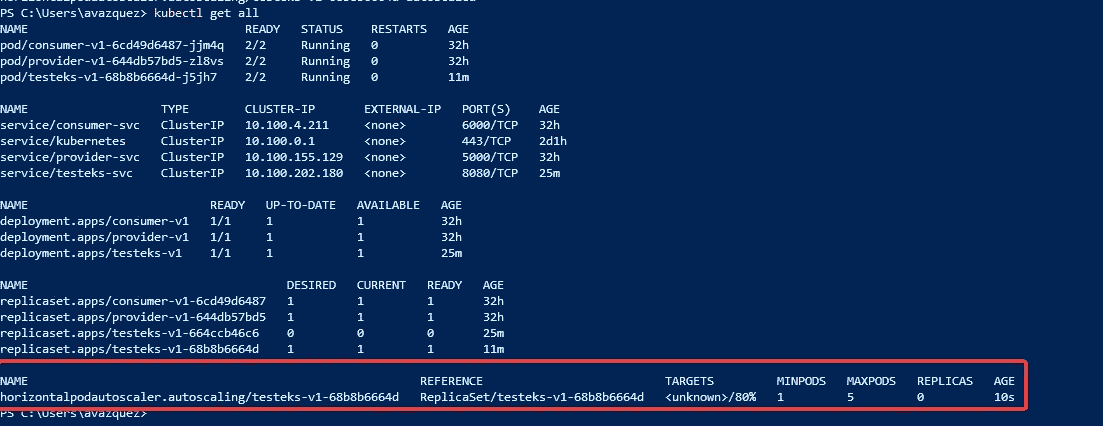 PS C:\Users\avazquez> kubectl get all
NAME READY STATUS RESTARTS AGE
pod/consumer-v1-6cd49d6487-jjm4q 2/2 Running 0 32h
pod/provider-v1-644db57bd5-zl8vs 2/2 Running 0 32h
pod/testeks-v1-68b8b6664d-j5jh7 2/2 Running 0 11m
NAME TYPE CLUSTER-IP EXTERNAL-IP PORT(S) AGE
service/consumer-svc ClusterIP 10.100.4.211 <none> 6000/TCP 32h
service/kubernetes ClusterIP 10.100.0.1 <none> 443/TCP 2d1h
service/provider-svc ClusterIP 10.100.155.129 <none> 5000/TCP 32h
service/testeks-svc ClusterIP 10.100.202.180 <none> 8080/TCP 25m
NAME READY UP-TO-DATE AVAILABLE AGE
deployment.apps/consumer-v1 1/1 1 1 32h
deployment.apps/provider-v1 1/1 1 1 32h
deployment.apps/testeks-v1 1/1 1 1 25m
NAME DESIRED CURRENT READY AGE
replicaset.apps/consumer-v1-6cd49d6487 1 1 1 32h
replicaset.apps/provider-v1-644db57bd5 1 1 1 32h
replicaset.apps/testeks-v1-664ccb46c6 0 0 0 25m
replicaset.apps/testeks-v1-68b8b6664d 1 1 1 11m
NAME REFERENCE TARGETS MINPODS MAXPODS REPLICAS AGE
horizontalpodautoscaler.autoscaling/testeks-v1-68b8b6664d ReplicaSet/testeks-v1-68b8b6664d <unknown>/80% 1 5 0 10s
PS C:\Users\avazquez>